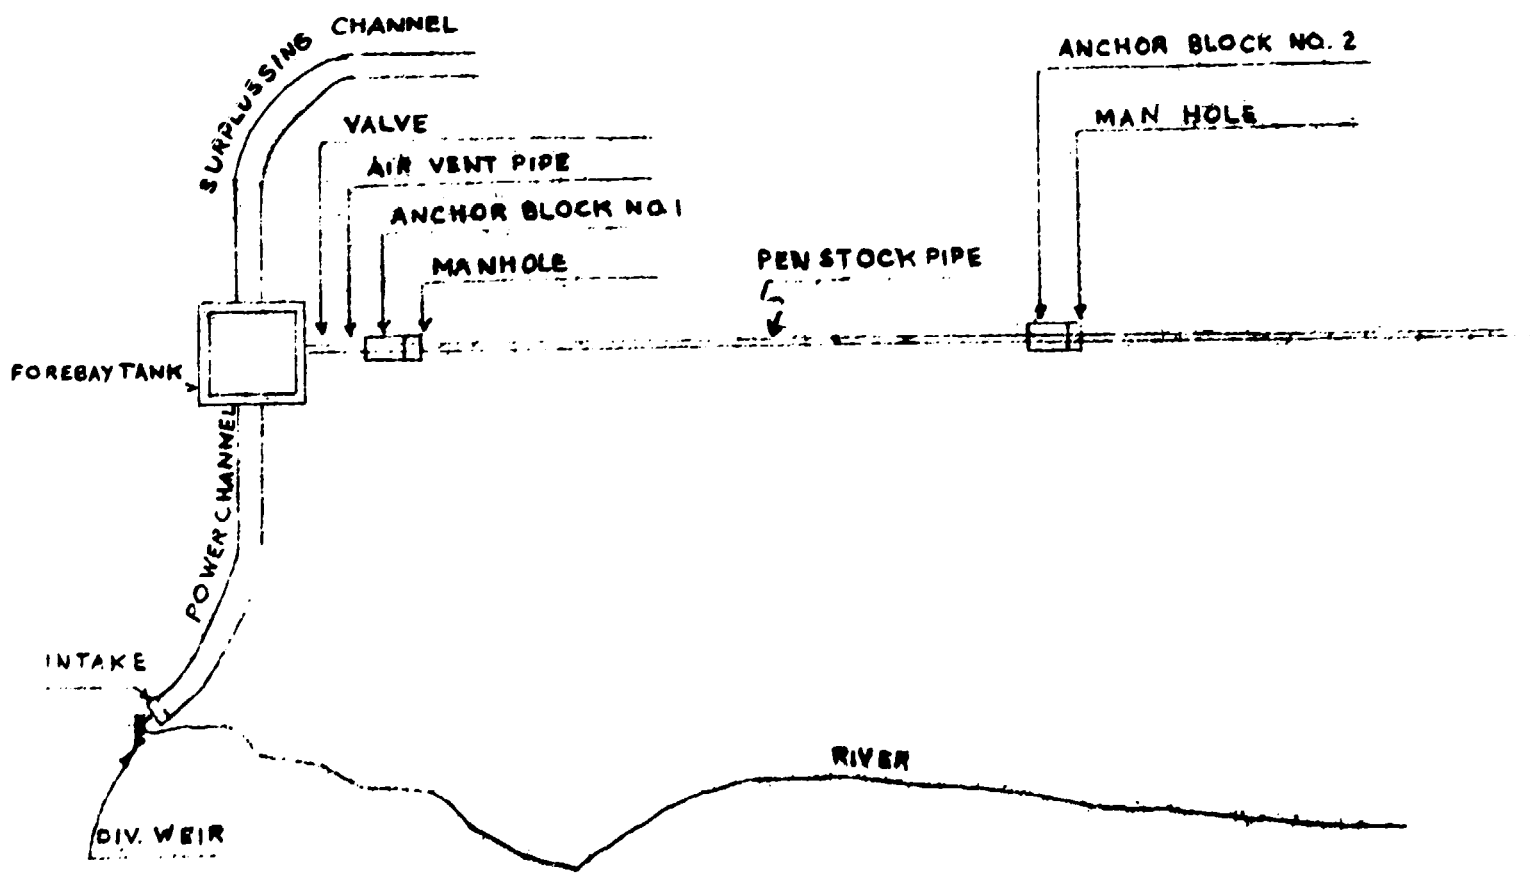 SURPLUSSING CHANNEL
ANCHOR BLOCK NO. 2
MAN HOLE
VALVE
AIR VENT PIPE
ANCHOR BLOCK NO. 1
MANHOLE
PEN STOCK PIPE
FOREBAY TANK
POWER CHANNEL
INTAKE
RIVER
DIV. WEIR